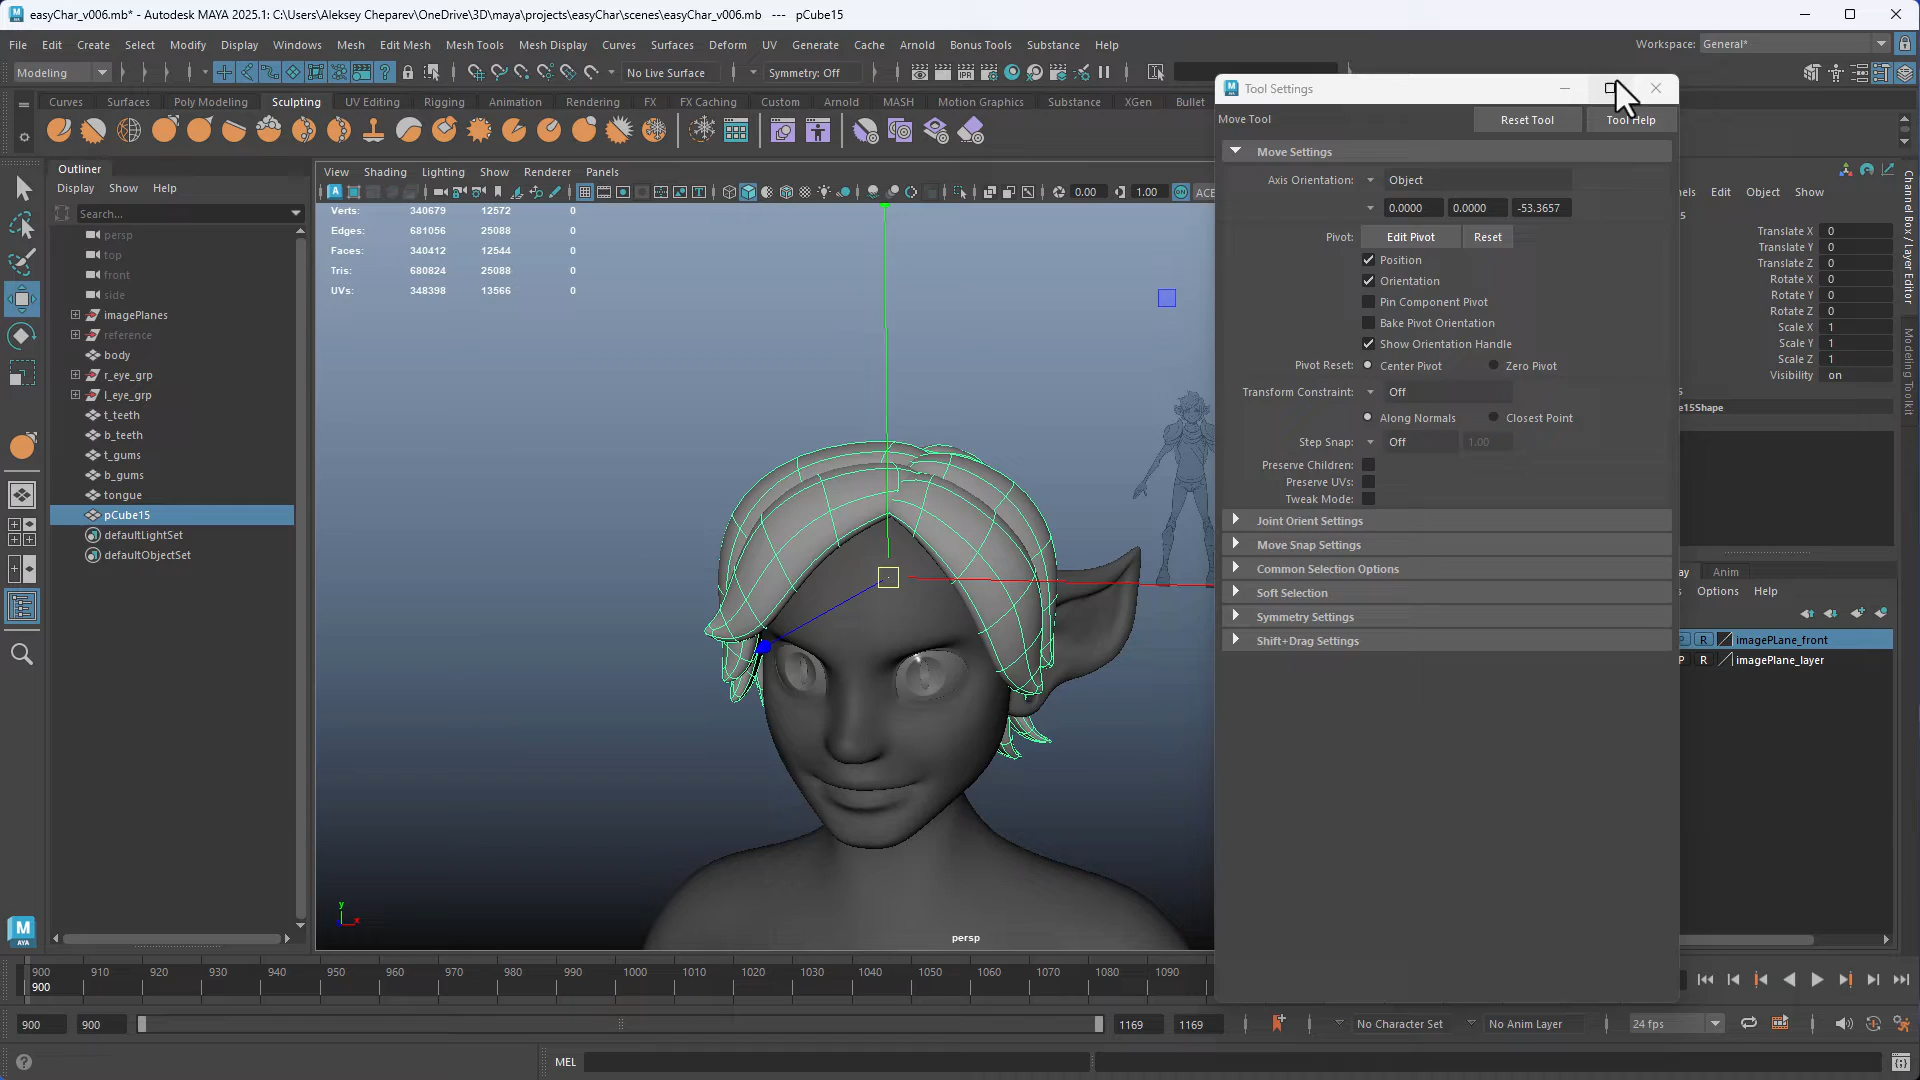 easyChar_v006.mb* - Autodesk MAYA 2025.1: C:\Users\Aleksey Cheparev\OneDrive\3D\maya\projects\easyChar\scenes\easyChar_v006.mb --- pCube15
File Edit Create Select Modify Display Windows Mesh Edit Mesh Mesh Tools Mesh Display Curves Surfaces Deform UV Generate Cache Arnold Bonus Tools Substance Help
Workspace: General*
Modeling
No Live Surface
Symmetry: Off
Curves Surfaces Poly Modeling Sculpting UV Editing Rigging Animation Rendering FX FX Caching Custom Arnold MASH Motion Graphics Substance XGen Bullet
Outliner
Display Show Help
Search...
persp
top
front
side
imagePlanes
reference
body
r_eye_grp
l_eye_grp
t_teeth
b_teeth
t_gums
b_gums
tongue
pCube15
defaultLightSet
defaultObjectSet
View Shading Lighting Show Renderer Panels
0.00 1.00 ACE
Verts: 340679 12572 0
Edges: 681056 25088 0
Faces: 340412 12544 0
Tris: 680824 25088 0
UVs: 348398 13566 0
y
x
persp
Tool Settings
Move Tool
Reset Tool
Tool Help
Move Settings
Axis Orientation: Object
0.0000 0.0000 -53.3657
Pivot: Edit Pivot Reset
Position
Orientation
Pin Component Pivot
Bake Pivot Orientation
Show Orientation Handle
Pivot Reset: Center Pivot Zero Pivot
Transform Constraint: Off
Along Normals Closest Point
Step Snap: Off 1.00
Preserve Children:
Preserve UVs:
Tweak Mode:
Joint Orient Settings
Move Snap Settings
Common Selection Options
Soft Selection
Symmetry Settings
Shift+Drag Settings
nels Edit Object Show
5
Translate X 0
Translate Y 0
Translate Z 0
Rotate X 0
Rotate Y 0
Rotate Z 0
Scale X 1
Scale Y 1
Scale Z 1
Visibility on
e15Shape
ay Anim
s Options Help
P R imagePLane_front
P R imagePlane_layer
Channel Box / Layer Editor
Modeling Toolkit
900 910 920 930 940 950 960 970 980 990 1000 1010 1020 1030 1040 1050 1060 1070 1080 1090
900
900 900 1169 1169
No Character Set
No Anim Layer
24 fps
MEL